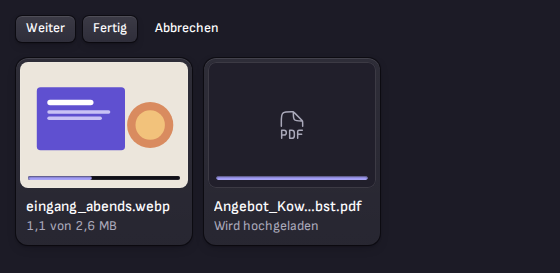 Weiter Fertig Abbrechen
eingang_abends.webp
1,1 von 2,6 MB
PDF
Angebot_Kow...bst.pdf
Wird hochgeladen